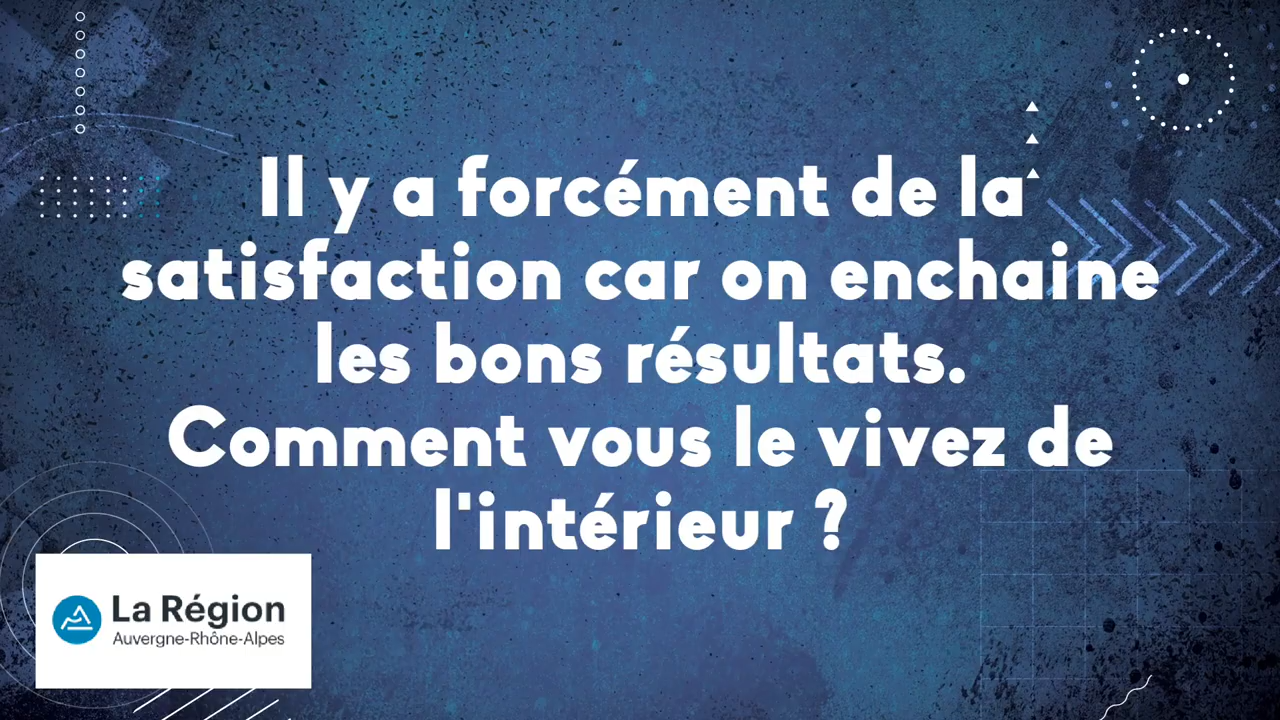 Il y a forcément de la
satisfaction car on enchaine
les bons résultats.
Comment vous le vivez de
l'intérieur ?
La Région
Auvergne-Rhône-Alpes